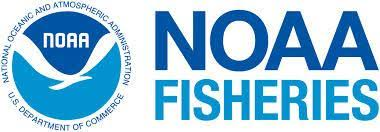 NATIONAL OCEANIC AND ATMOSPHERIC ADMINISTRATION
NOAA
U.S. DEPARTMENT OF COMMERCE
NOAA
FISHERIES